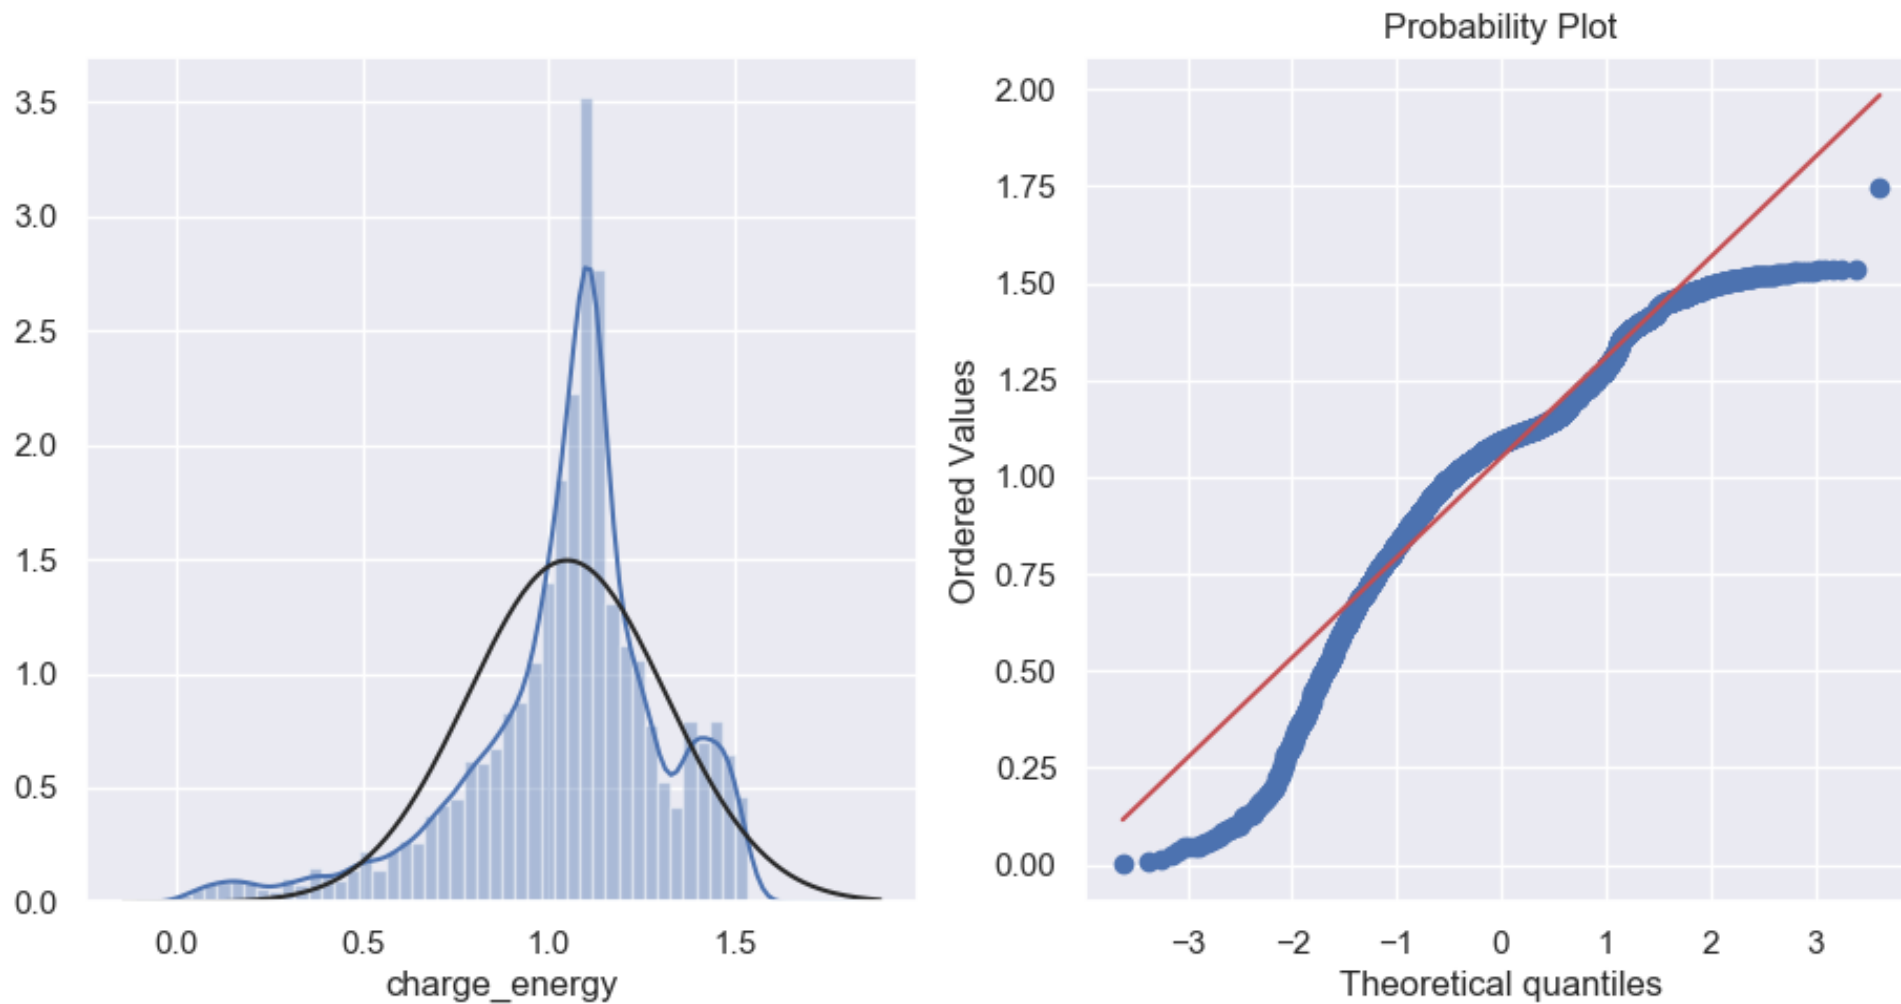 3.5
3.0
2.5
2.0
1.5
1.0
0.5
0.0
0.0 0.5 1.0 1.5
charge_energy
Probability Plot
2.00
1.75
1.50
1.25
1.00
0.75
0.50
0.25
0.00
Ordered Values
−3 −2 −1 0 1 2 3
Theoretical quantiles